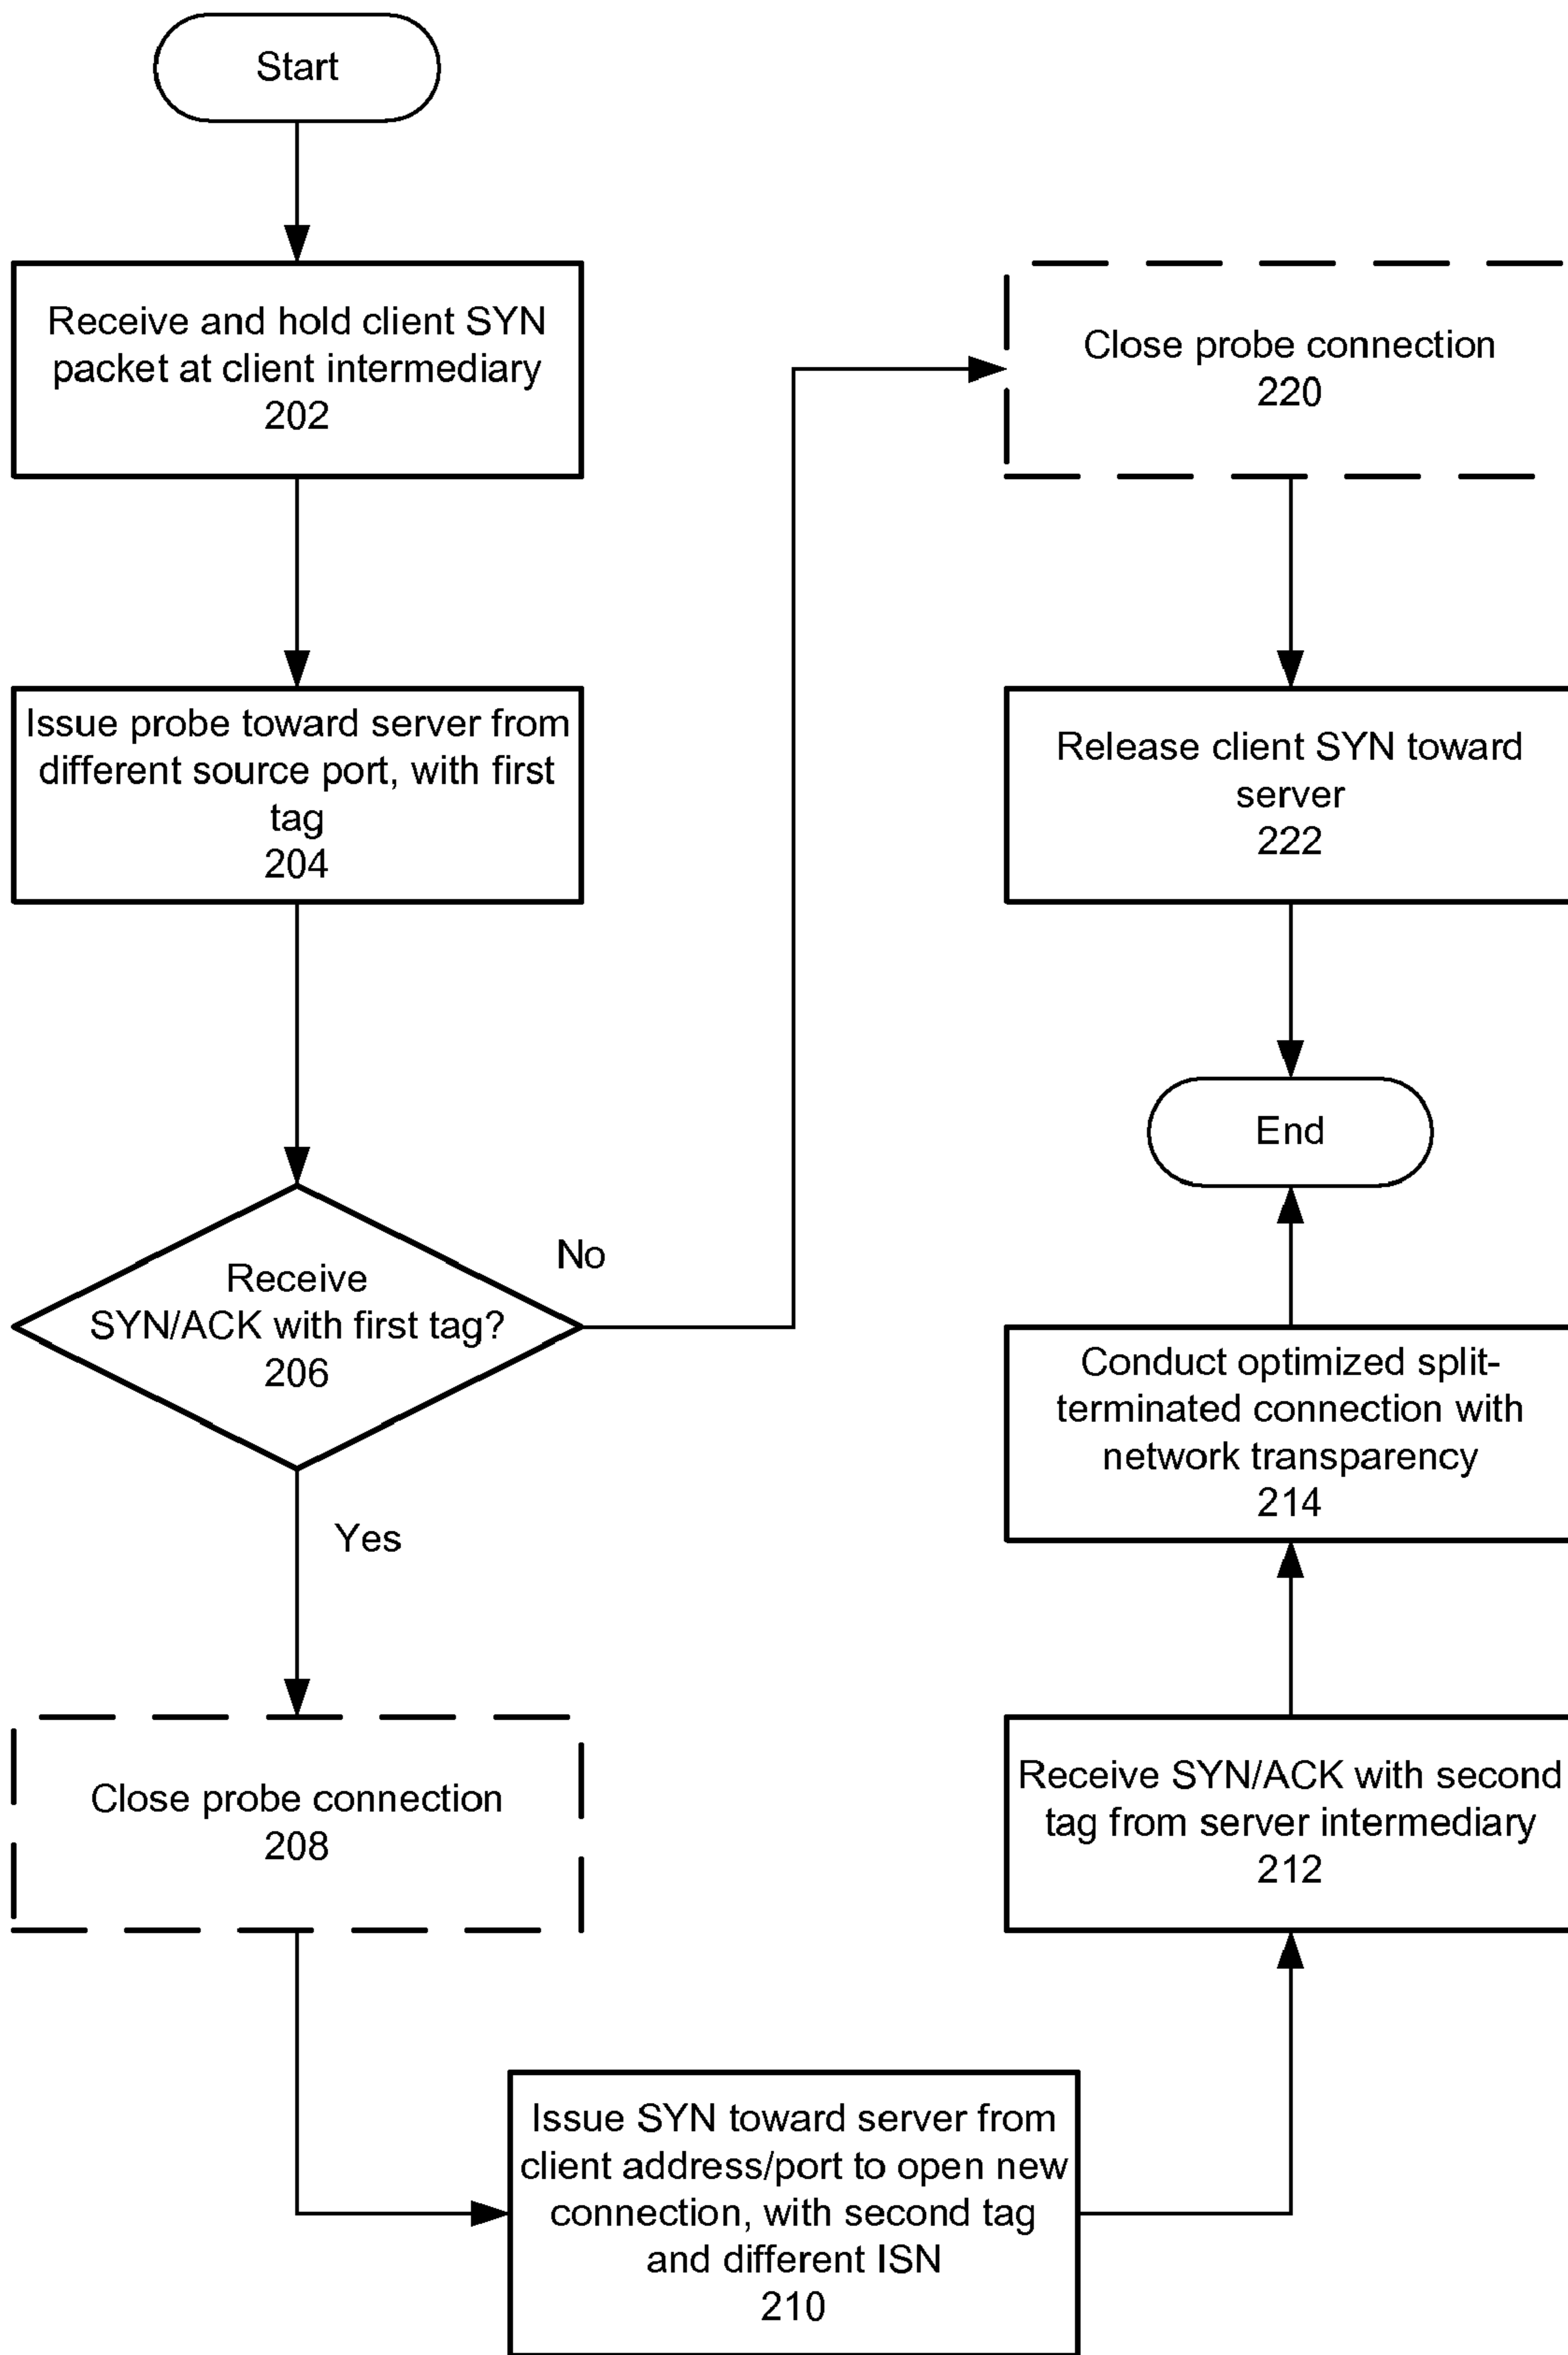 Start
Receive and hold client SYN
packet at client intermediary
202
Issue probe toward server from
different source port, with first
tag
204
Receive
SYN/ACK with first tag?
206
No
Yes
Close probe connection
208
Issue SYN toward server from
client address/port to open new
connection, with second tag
and different ISN
210
Receive SYN/ACK with second
tag from server intermediary
212
Conduct optimized split-
terminated connection with
network transparency
214
Close probe connection
220
Release client SYN toward
server
222
End